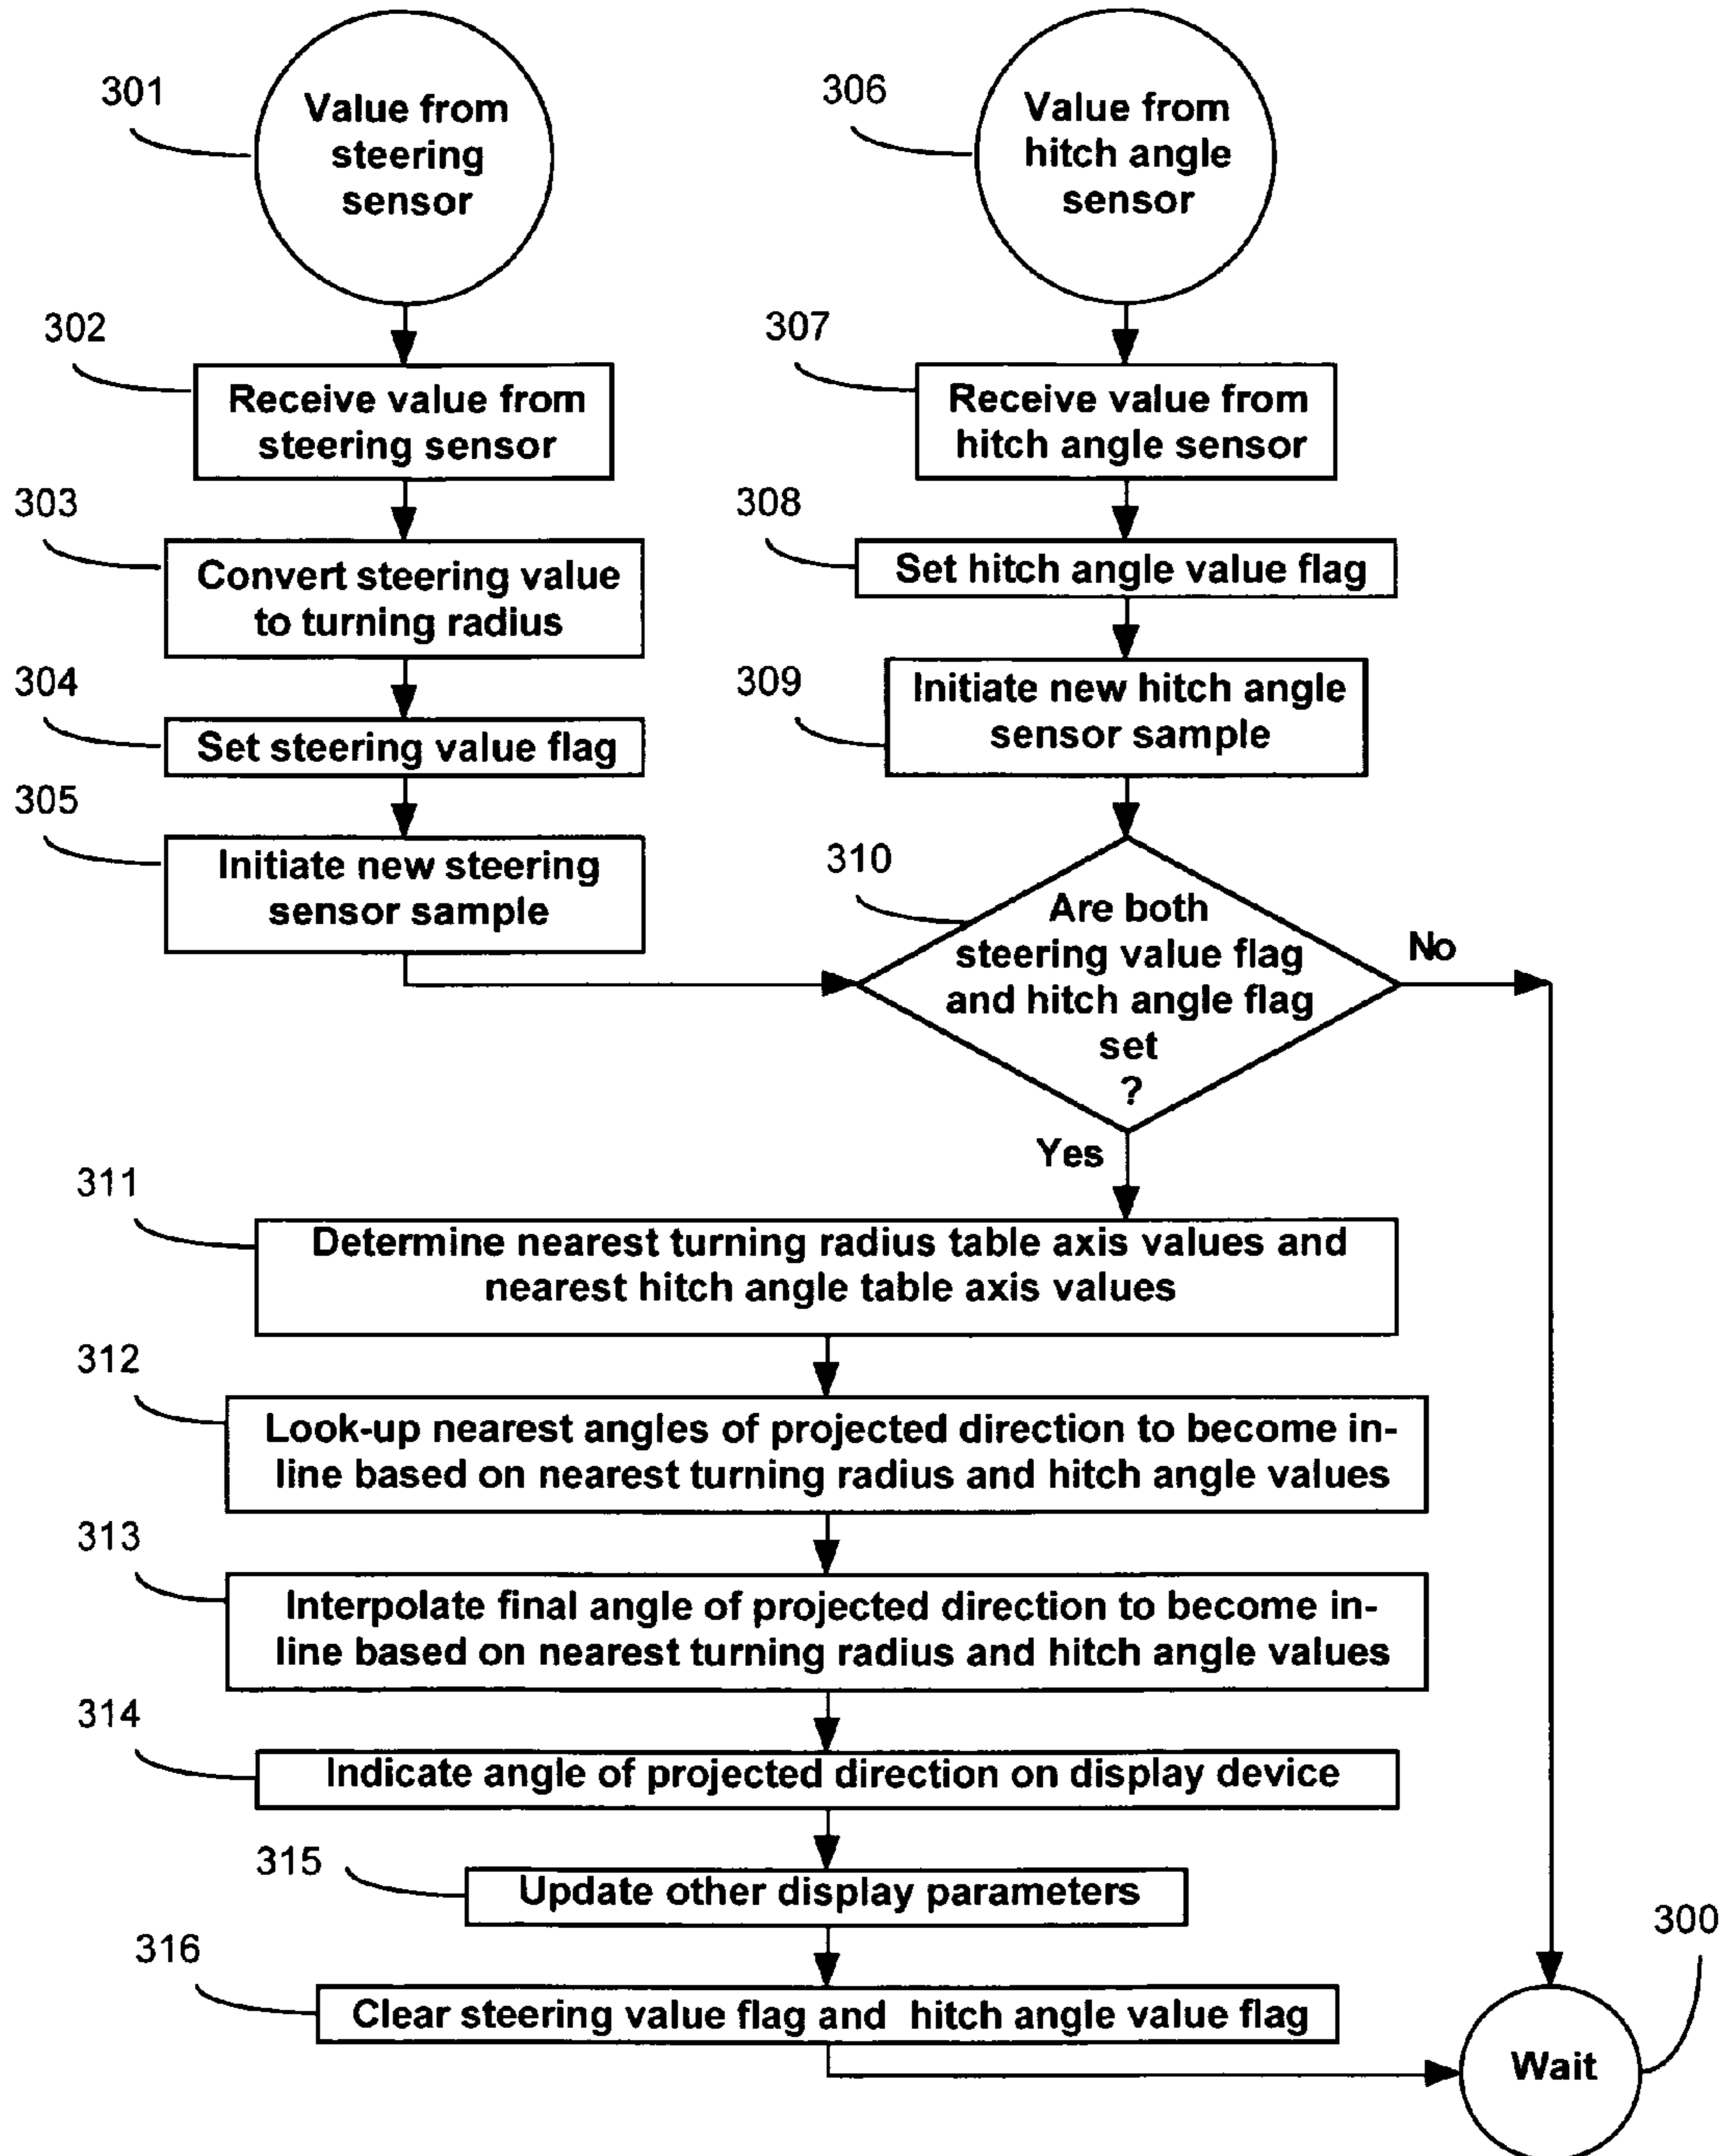 301
Value from
steering
sensor
306
Value from
hitch angle
sensor
302
Receive value from
steering sensor
307
Receive value from
hitch angle sensor
303
Convert steering value
to turning radius
308
Set hitch angle value flag
304
Set steering value flag
309
Initiate new hitch angle
sensor sample
305
Initiate new steering
sensor sample
310
Are both
steering value flag
and hitch angle flag
set
?
No
Yes
311
Determine nearest turning radius table axis values and
nearest hitch angle table axis values
312
Look-up nearest angles of projected direction to become in-
line based on nearest turning radius and hitch angle values
313
Interpolate final angle of projected direction to become in-
line based on nearest turning radius and hitch angle values
314
Indicate angle of projected direction on display device
315
Update other display parameters
316
Clear steering value flag and hitch angle value flag
300
Wait